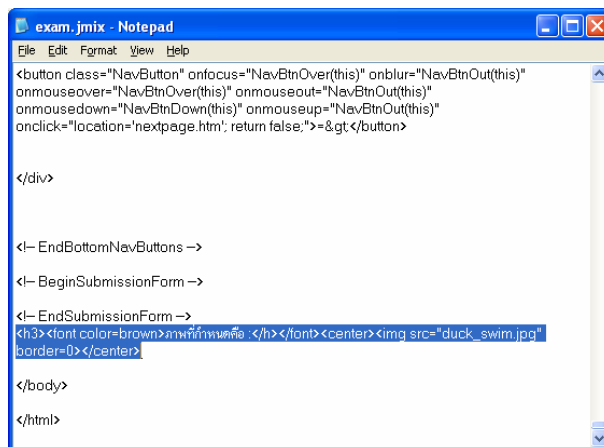 exam.jmix - Notepad
File Edit Format View Help
<button class="NavButton" onfocus="NavBtnOver(this)" onblur="NavBtnOut(this)"
onmouseover="NavBtnOver(this)" onmouseout="NavBtnOut(this)"
onmousedown="NavBtnDown(this)" onmouseup="NavBtnOut(this)"
onclick="location='nextpage.htm'; return false;">=&gt;</button>
</div>
<!-- EndBottomNavButtons -->
<!-- BeginSubmissionForm -->
<!-- EndSubmissionForm -->
<h3><font color=brown>ภาพที่กำหนดคือ :</h></font><center><img src="duck_swim.jpg"
border=0></center>
</body>
</html>